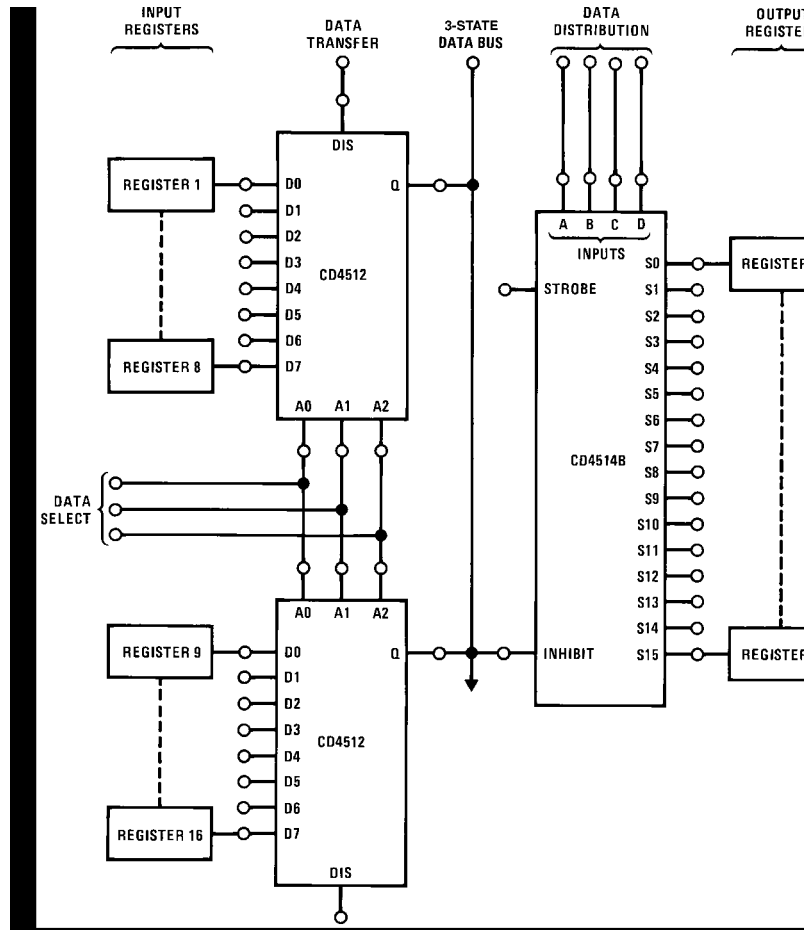 INPUT
REGISTERS
DATA
TRANSFER
3-STATE
DATA BUS
DATA
DISTRIBUTION
OUTPUT
REGISTE
DIS
REGISTER 1
D0
D1
D2
D3
D4
D5
D6
D7
Q
CD4512
REGISTER 8
A0 A1 A2
DATA
SELECT
A B C D
INPUTS
STROBE
CD4514B
INHIBIT
S0
S1
S2
S3
S4
S5
S6
S7
S8
S9
S10
S11
S12
S13
S14
S15
REGISTER
REGISTER
A0 A1 A2
REGISTER 9
D0
D1
D2
D3
D4
D5
D6
D7
Q
CD4512
REGISTER 16
DIS